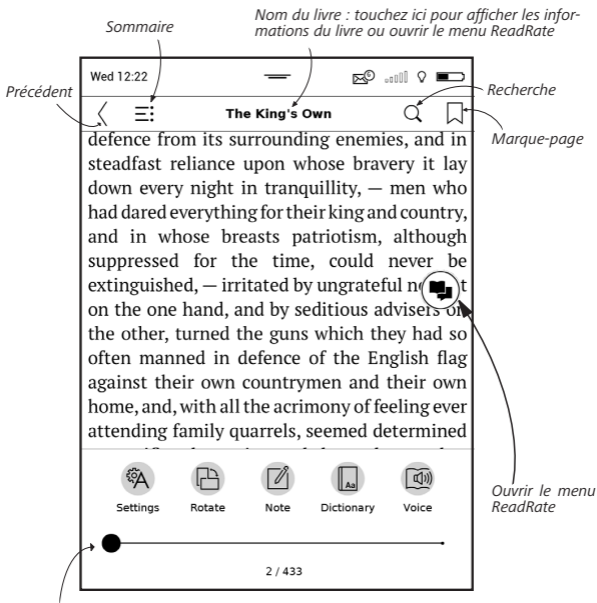 Nom du livre : touchez ici pour afficher les infor-
mations du livre ou ouvrir le menu ReadRate
Sommaire
Précédent
Recherche
Marque-page
Wed 12:22
6
The King's Own
defence from its surrounding enemies, and in
steadfast reliance upon whose bravery it lay
down every night in tranquillity, — men who
had dared everything for their king and country,
and in whose breasts patriotism, although
suppressed for the time, could never be
extinguished, — irritated by ungrateful
on the one hand, and by seditious advisers on
the other, turned the guns which they had so
often manned in defence of the English flag
against their own countrymen and their own
home, and, with all the acrimony of feeling ever
attending family quarrels, seemed determined
Settings Rotate Note Dictionary Voice
Aa
Ouvrir le menu
ReadRate
2 / 433